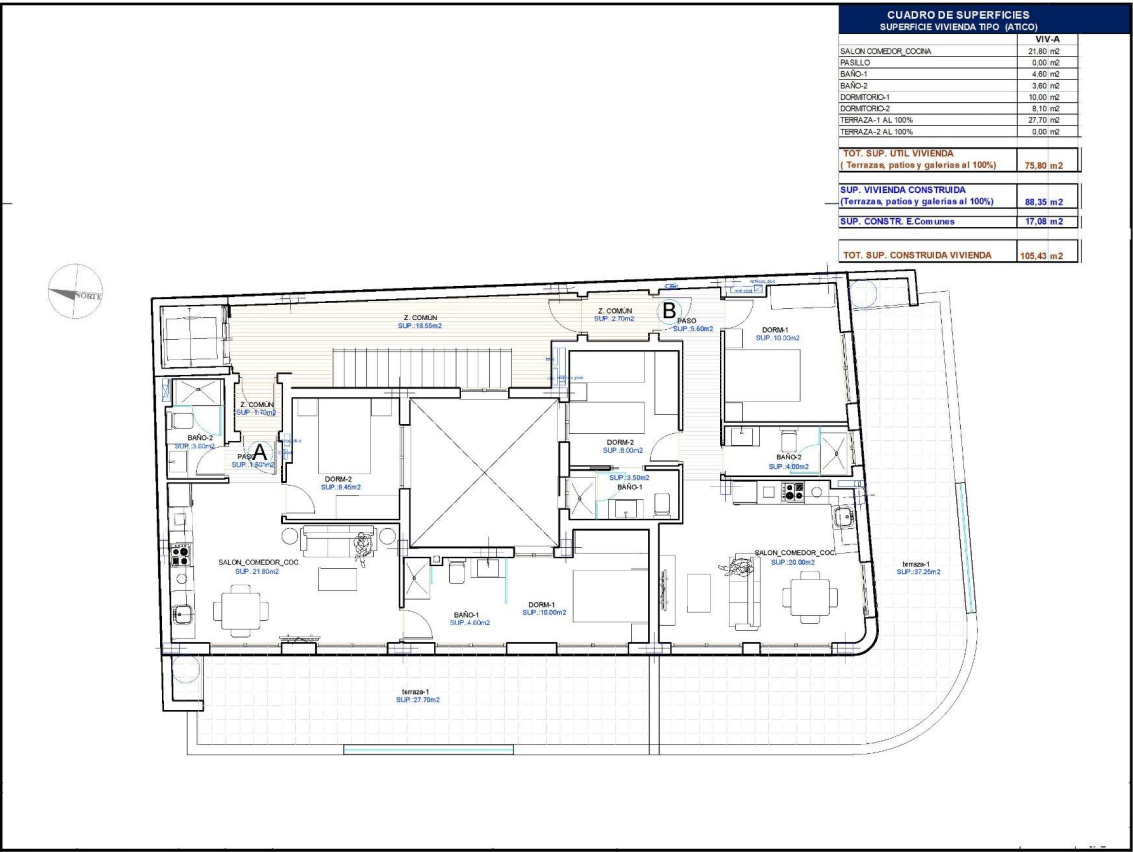 CUADRO DE SUPERFICIES
SUPERFICIE VIVIENDA TIPO (ATICO)
VIV-A
SALON COMEDOR_COCINA 21,80 m2
PASILLO 0,00 m2
BAÑO-1 4,60 m2
BAÑO-2 3,60 m2
DORMITORIO-1 10,00 m2
DORMITORIO-2 8,10 m2
TERRAZA-1 AL 100% 27,70 m2
TERRAZA-2 AL 100% 0,00 m2
TOT. SUP. UTIL VIVIENDA
( Terrazas, patios y galerias al 100%) 75,80 m2
SUP. VIVIENDA CONSTRUIDA
(Terrazas, patios y galerias al 100%) 88,35 m2
SUP. CONSTR. E.Comunes 17,08 m2
TOT. SUP. CONSTRUIDA VIVIENDA 105,43 m2
NORTE
Z. COMÚN
SUP.:18.55m2
Z. COMÚN
SUP.:2.70m2
B
PASO
SUP.:5.60m2
DORM-1
SUP.:10.00m2
Z. COMÚN
SUP.:1.70m2
BAÑO-2
SUP.:3.60m2
A
PASO
DORM-2
SUP.:8.45m2
DORM-2
SUP.:8.00m2
BAÑO-2
SUP.:4.00m2
SUP.:3.50m2
BAÑO-1
SALON_COMEDOR_COC.
SUP.:21.80m2
SALON_COMEDOR_COC.
SUP.:20.00m2
terraza-1
SUP.:37.25m2
BAÑO-1
SUP.:4.60m2
DORM-1
SUP.:10.00m2
terraza-1
SUP.:27.70m2